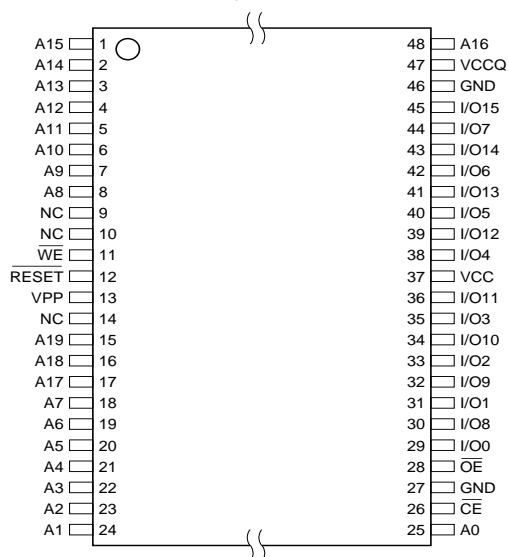 A15 1 48 A16
A14 2 47 VCCQ
A13 3 46 GND
A12 4 45 I/O15
A11 5 44 I/O7
A10 6 43 I/O14
A9 7 42 I/O6
A8 8 41 I/O13
NC 9 40 I/O5
NC 10 39 I/O12
W̅E̅ 11 38 I/O4
R̅E̅S̅E̅T̅ 12 37 VCC
VPP 13 36 I/O11
NC 14 35 I/O3
A19 15 34 I/O10
A18 16 33 I/O2
A17 17 32 I/O9
A7 18 31 I/O1
A6 19 30 I/O8
A5 20 29 I/O0
A4 21 28 O̅E̅
A3 22 27 GND
A2 23 26 C̅E̅
A1 24 25 A0